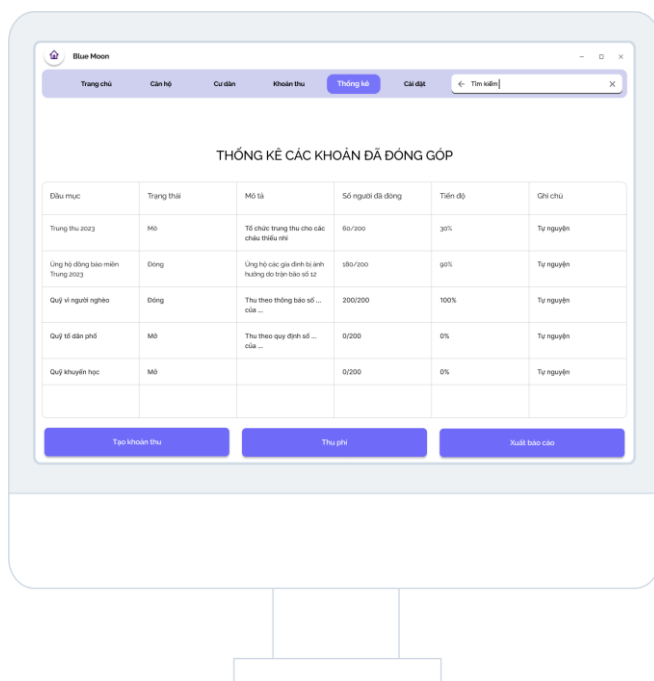 Blue Moon
Trang chủ Căn hộ Cư dân Khoản thu Thống kê Cài đặt Tìm kiếm
THỐNG KÊ CÁC KHOẢN ĐÃ ĐÓNG GÓP
Đầu mục Trạng thái Mô tả Số người đã đóng Tiến độ Ghi chú
Trung thu 2023 Mở Tổ chức trung thu cho các 60/200 30% Tự nguyện
cháu thiếu nhi
Ủng hộ đồng bào miền Đóng Ủng hộ các gia đình bị ảnh 180/200 90% Tự nguyện
Trung 2023 hưởng do trận bão số 12
Quỹ vì người nghèo Đóng Thu theo thông báo số ... 200/200 100% Tự nguyện
của ...
Quỹ tổ dân phố Mở Thu theo quy định số ... 0/200 0% Tự nguyện
của ...
Quỹ khuyến học Mở 0/200 0% Tự nguyện
Tạo khoản thu Thu phí Xuất báo cáo